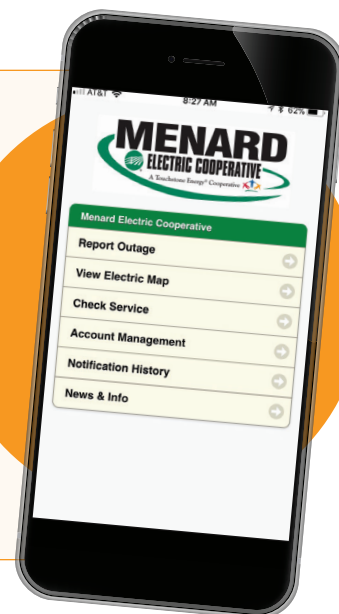 AT&T 8:27 AM 62%
MENARD
ELECTRIC COOPERATIVE
A Touchstone Energy® Cooperative
Menard Electric Cooperative
Report Outage
View Electric Map
Check Service
Account Management
Notification History
News & Info